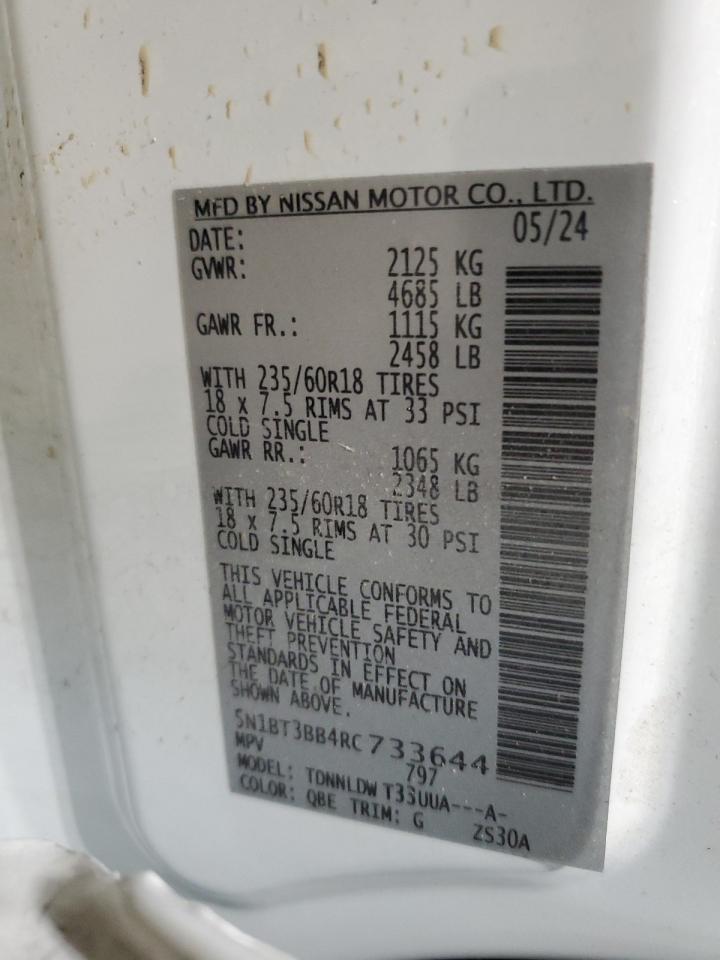 MFD BY NISSAN MOTOR CO., LTD.
DATE: 05/24
GVWR: 2125 KG
4685 LB
GAWR FR.: 1115 KG
2458 LB
WITH 235/60R18 TIRES
18 x 7.5 RIMS AT 33 PSI
COLD SINGLE
GAWR RR.: 1065 KG
2348 LB
WITH 235/60R18 TIRES
18 x 7.5 RIMS AT 30 PSI
COLD SINGLE
THIS VEHICLE CONFORMS TO
ALL APPLICABLE FEDERAL
MOTOR VEHICLE SAFETY AND
THEFT PREVENTION
STANDARDS IN EFFECT ON
THE DATE OF MANUFACTURE
SHOWN ABOVE.
5N1BT3BB4RC733644
MPV 797
MODEL: TDNNLDWT33UUA---A-
COLOR: QBE TRIM: G ZS30A